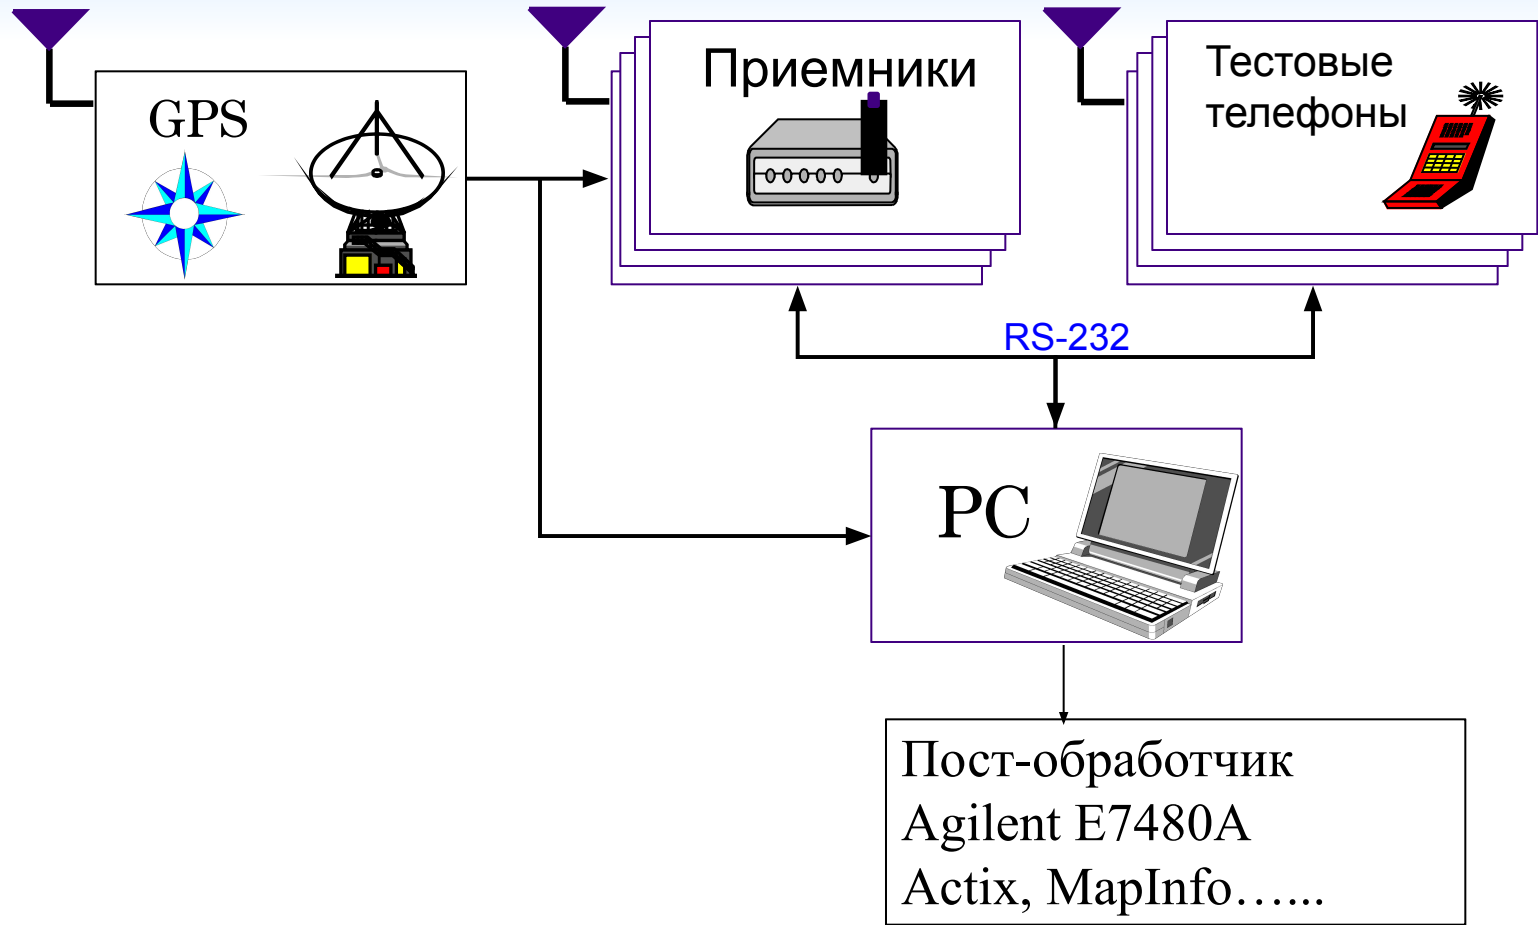 GPS
Приемники
Тестовые
телефоны
RS-232
PC
Пост-обработчик
Agilent E7480A
Actix, MapInfo…...